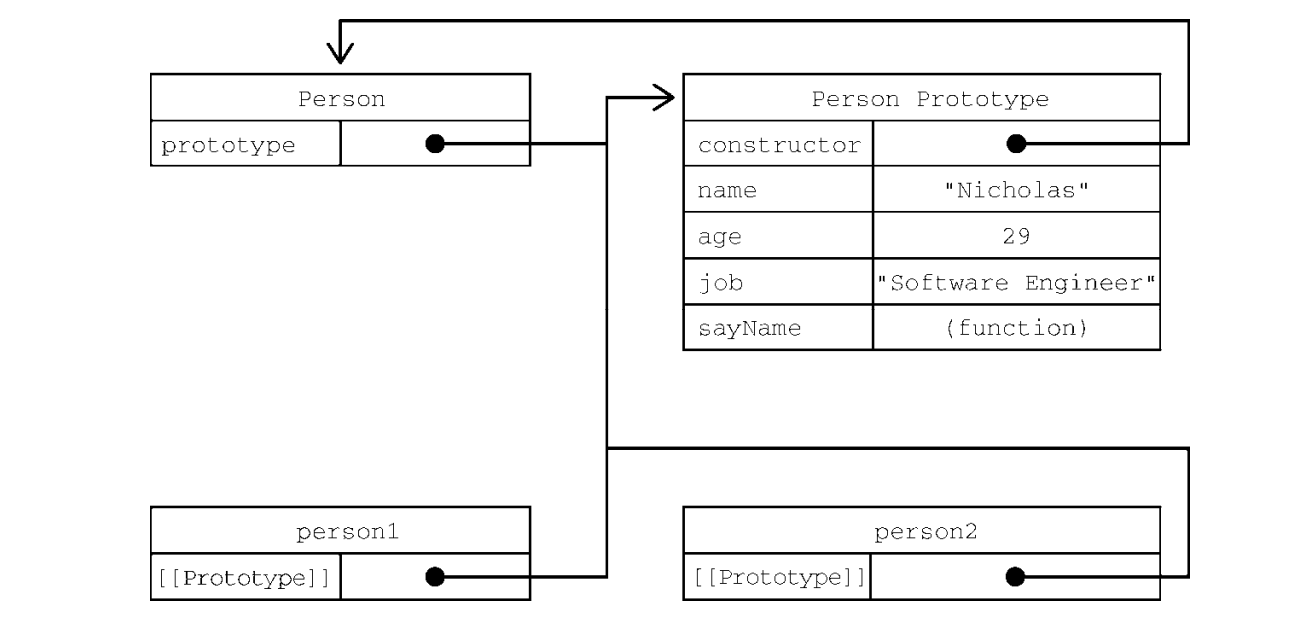 Person
prototype
Person Prototype
constructor
name "Nicholas"
age 29
job "Software Engineer"
sayName (function)
person1
[[Prototype]]
person2
[[Prototype]]